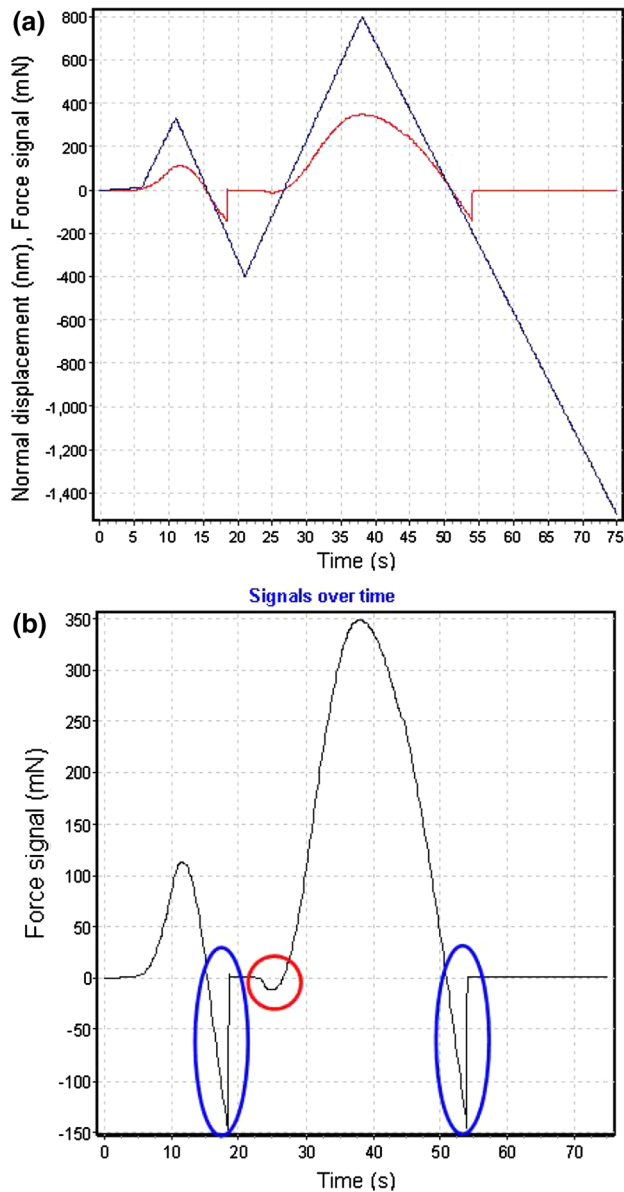 (a)
Normal displacement (nm), Force signal (mN)
800
600
400
200
0
-200
-400
-600
-800
-1,000
-1,200
-1,400
0 5 10 15 20 25 30 35 40 45 50 55 60 65 70 75
Time (s)
Signals over time
(b)
Force signal (mN)
350
300
250
200
150
100
50
0
-50
-100
-150
0 10 20 30 40 50 60 70
Time (s)